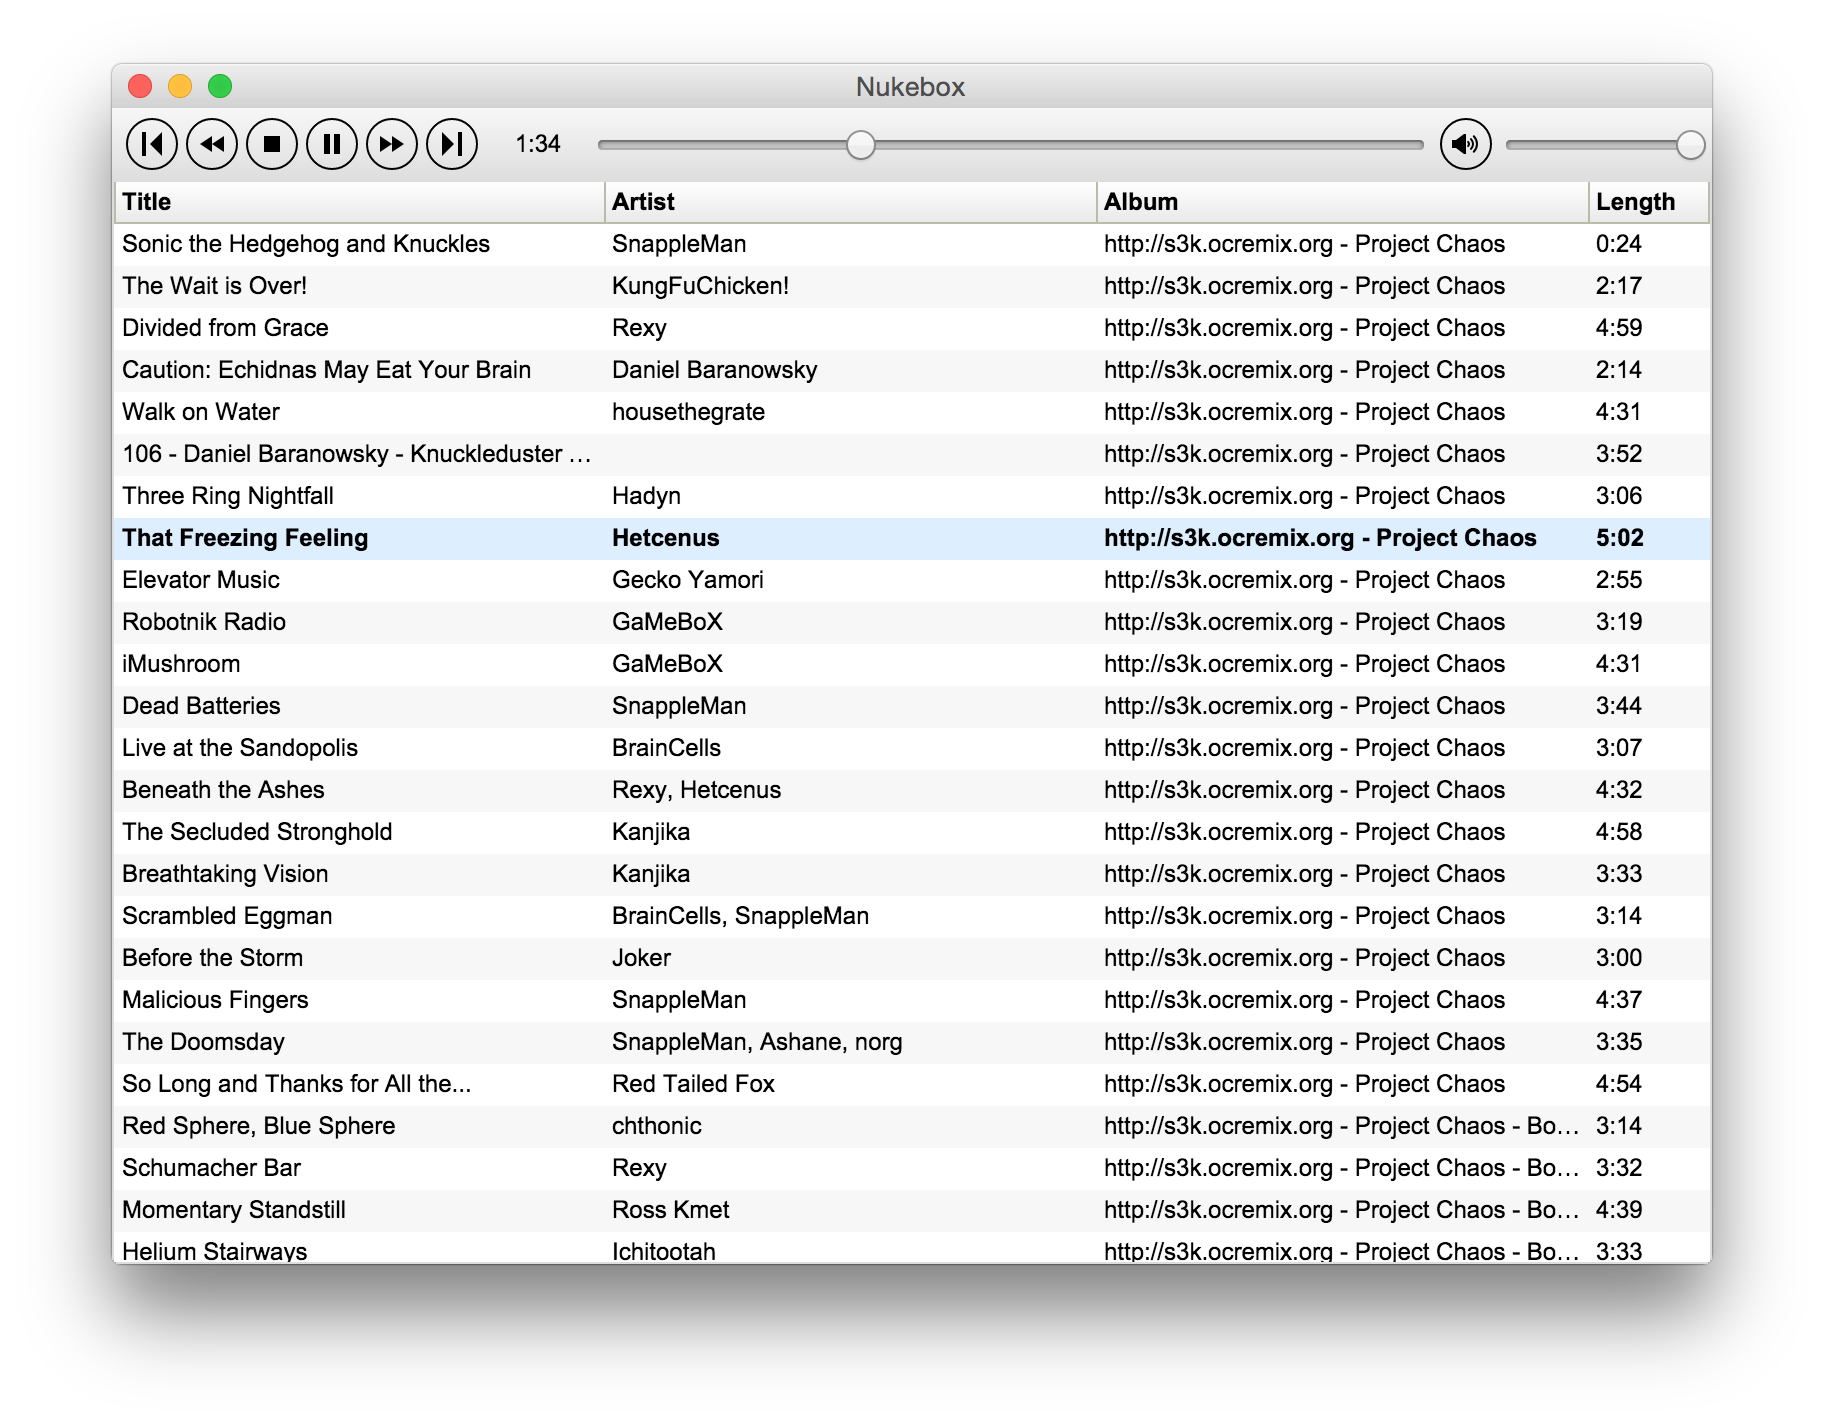 Nukebox
1:34
Title Artist Album Length
Sonic the Hedgehog and Knuckles SnappleMan http://s3k.ocremix.org - Project Chaos 0:24
The Wait is Over! KungFuChicken! http://s3k.ocremix.org - Project Chaos 2:17
Divided from Grace Rexy http://s3k.ocremix.org - Project Chaos 4:59
Caution: Echidnas May Eat Your Brain Daniel Baranowsky http://s3k.ocremix.org - Project Chaos 2:14
Walk on Water housethegrate http://s3k.ocremix.org - Project Chaos 4:31
106 - Daniel Baranowsky - Knuckleduster … http://s3k.ocremix.org - Project Chaos 3:52
Three Ring Nightfall Hadyn http://s3k.ocremix.org - Project Chaos 3:06
That Freezing Feeling Hetcenus http://s3k.ocremix.org - Project Chaos 5:02
Elevator Music Gecko Yamori http://s3k.ocremix.org - Project Chaos 2:55
Robotnik Radio GaMeBoX http://s3k.ocremix.org - Project Chaos 3:19
iMushroom GaMeBoX http://s3k.ocremix.org - Project Chaos 4:31
Dead Batteries SnappleMan http://s3k.ocremix.org - Project Chaos 3:44
Live at the Sandopolis BrainCells http://s3k.ocremix.org - Project Chaos 3:07
Beneath the Ashes Rexy, Hetcenus http://s3k.ocremix.org - Project Chaos 4:32
The Secluded Stronghold Kanjika http://s3k.ocremix.org - Project Chaos 4:58
Breathtaking Vision Kanjika http://s3k.ocremix.org - Project Chaos 3:33
Scrambled Eggman BrainCells, SnappleMan http://s3k.ocremix.org - Project Chaos 3:14
Before the Storm Joker http://s3k.ocremix.org - Project Chaos 3:00
Malicious Fingers SnappleMan http://s3k.ocremix.org - Project Chaos 4:37
The Doomsday SnappleMan, Ashane, norg http://s3k.ocremix.org - Project Chaos 3:35
So Long and Thanks for All the... Red Tailed Fox http://s3k.ocremix.org - Project Chaos 4:54
Red Sphere, Blue Sphere chthonic http://s3k.ocremix.org - Project Chaos - Bo… 3:14
Schumacher Bar Rexy http://s3k.ocremix.org - Project Chaos - Bo… 3:32
Momentary Standstill Ross Kmet http://s3k.ocremix.org - Project Chaos - Bo… 4:39
Helium Stairways Ichitootah http://s3k.ocremix.org - Project Chaos - Bo… 3:33